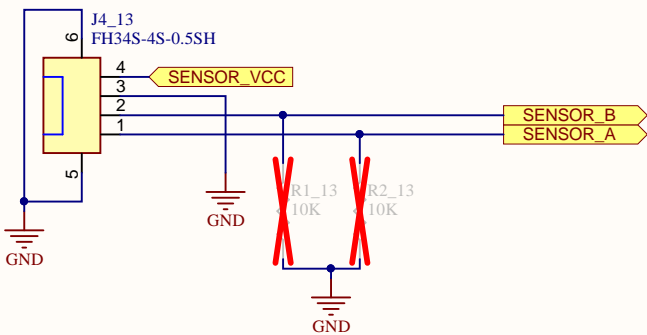 J4_13
FH34S-4S-0.5SH
6
4
SENSOR_VCC
3
2
SENSOR_B
1
SENSOR_A
5
R1_13
R2_13
10K
10K
GND
GND
GND